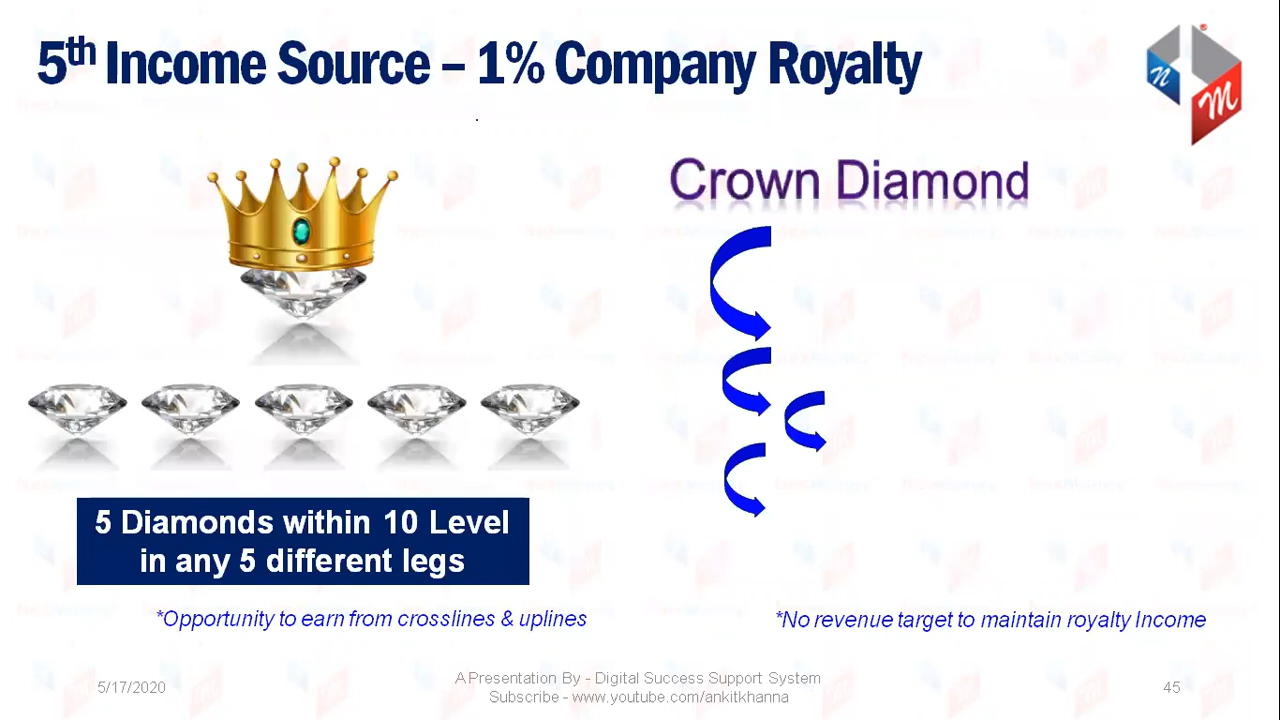 5th Income Source – 1% Company Royalty
n
m
Crown Diamond
5 Diamonds within 10 Level
in any 5 different legs
*Opportunity to earn from crosslines & uplines
*No revenue target to maintain royalty Income
5/17/2020
A Presentation By - Digital Success Support System
Subscribe - www.youtube.com/ankitkhanna
45